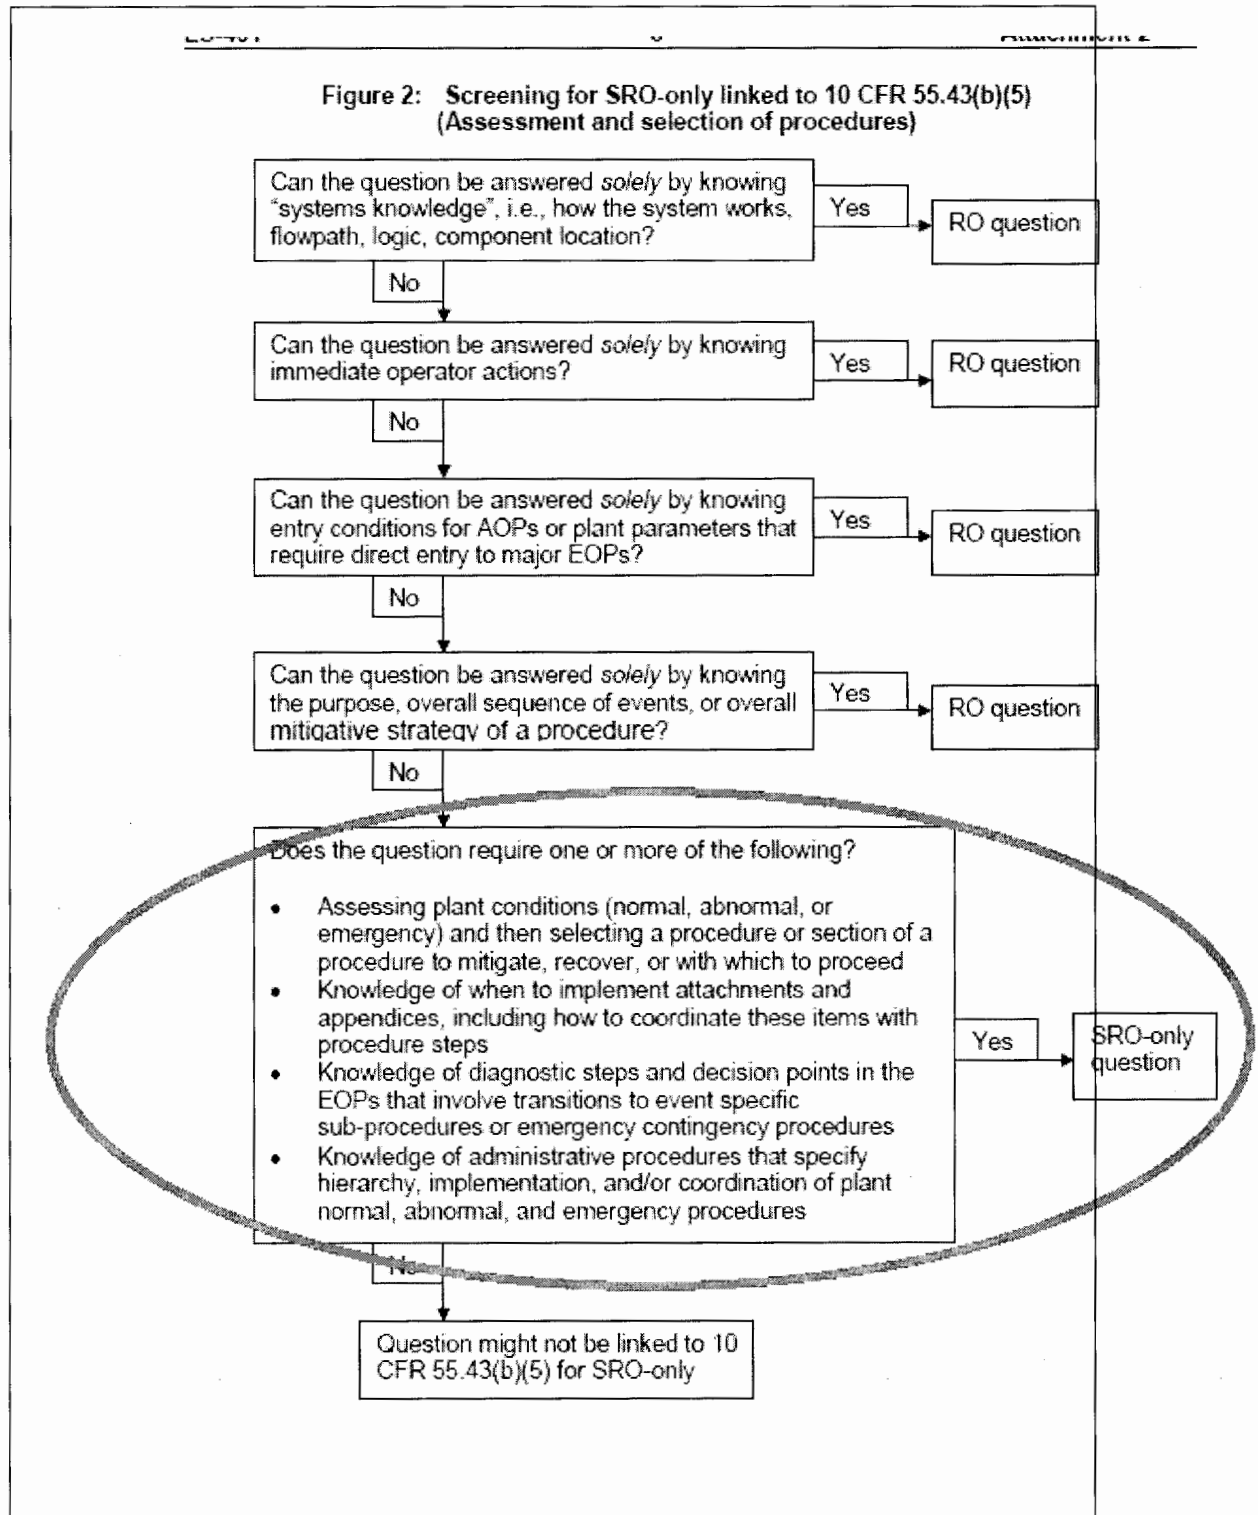 Figure 2: Screening for SRO-only linked to 10 CFR 55.43(b)(5)
(Assessment and selection of procedures)
Can the question be answered solely by knowing
"systems knowledge", i.e., how the system works,
flowpath, logic, component location?
Yes
RO question
No
Can the question be answered solely by knowing
immediate operator actions?
Yes
RO question
No
Can the question be answered solely by knowing
entry conditions for AOPs or plant parameters that
require direct entry to major EOPs?
Yes
RO question
No
Can the question be answered solely by knowing
the purpose, overall sequence of events, or overall
mitigative strategy of a procedure?
Yes
RO question
No
Does the question require one or more of the following?
• Assessing plant conditions (normal, abnormal, or
emergency) and then selecting a procedure or section of a
procedure to mitigate, recover, or with which to proceed
• Knowledge of when to implement attachments and
appendices, including how to coordinate these items with
procedure steps
• Knowledge of diagnostic steps and decision points in the
EOPs that involve transitions to event specific
sub-procedures or emergency contingency procedures
• Knowledge of administrative procedures that specify
hierarchy, implementation, and/or coordination of plant
normal, abnormal, and emergency procedures
Yes
SRO-only
question
No
Question might not be linked to 10
CFR 55.43(b)(5) for SRO-only